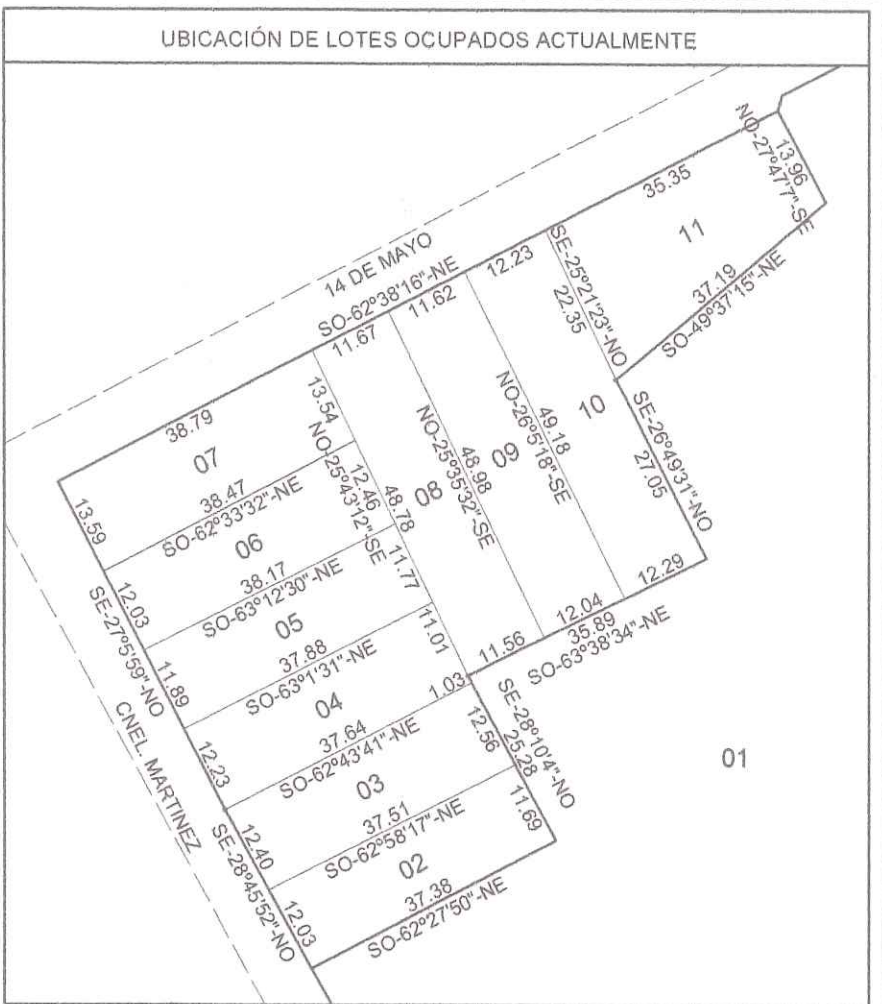 UBICACIÓN DE LOTES OCUPADOS ACTUALMENTE
14 DE MAYO
SO-62°38'16"-NE
35.35
NO-27°47'7"-SE
13.96
11
37.19
SO-49°37'15"-NE
12.23
SE-25°21'23"-NO
22.35
11.62
11.67
38.79
07
13.54
NO-25°43'12"-SE
12.46
48.78
11.77
11.01
08
NO-25°35'32"-SE
48.98
09
NO-26°5'18"-SE
49.18
10
SE-26°49'31"-NO
27.05
13.59
38.47
SO-62°33'32"-NE
06
12.03
SE-27°5'59"-NO
38.17
SO-63°12'30"-NE
05
11.89
37.88
SO-63°1'31"-NE
04
12.23
1.03
11.56
12.04
12.29
35.89
SO-63°38'34"-NE
CNEL. MARTINEZ
37.64
SO-62°43'41"-NE
03
12.56
SE-28°10'4"-NO
25.28
11.69
01
12.40
SE-28°45'52"-NO
37.51
SO-62°58'17"-NE
02
12.03
37.38
SO-62°27'50"-NE